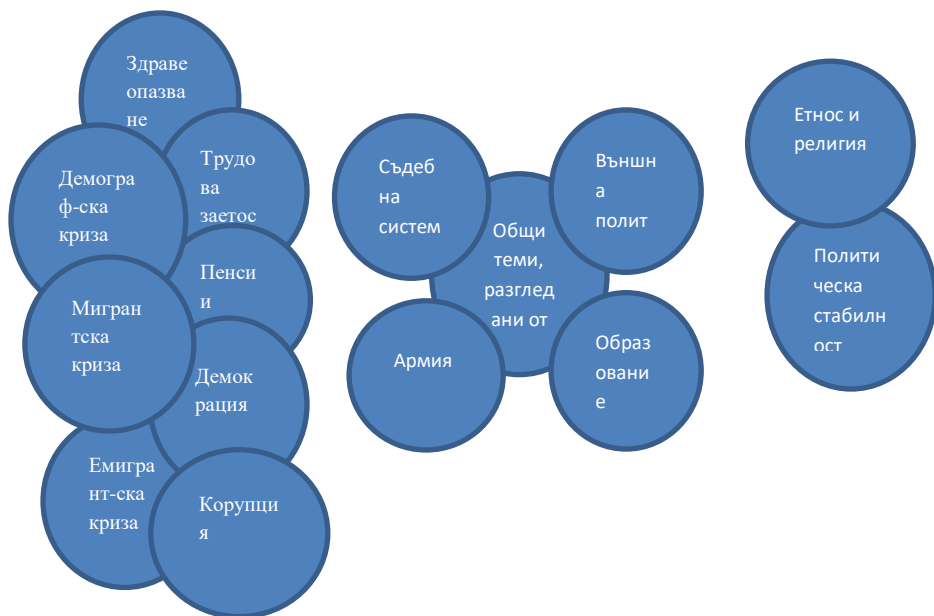 Здраве
опазва
не
Трудо
ва
заетос
Демогра
ф-ска
криза
Пенси
и
Мигран
тска
криза
Демок
рация
Емигра
нт-ска
криза
Корупци
я
Съдеб
на
систем
Външн
а
полит
Общи
теми,
разглед
ани от
Армия
Образ
овани
е
Етнос и
религия
Полити
ческа
стабилн
ост